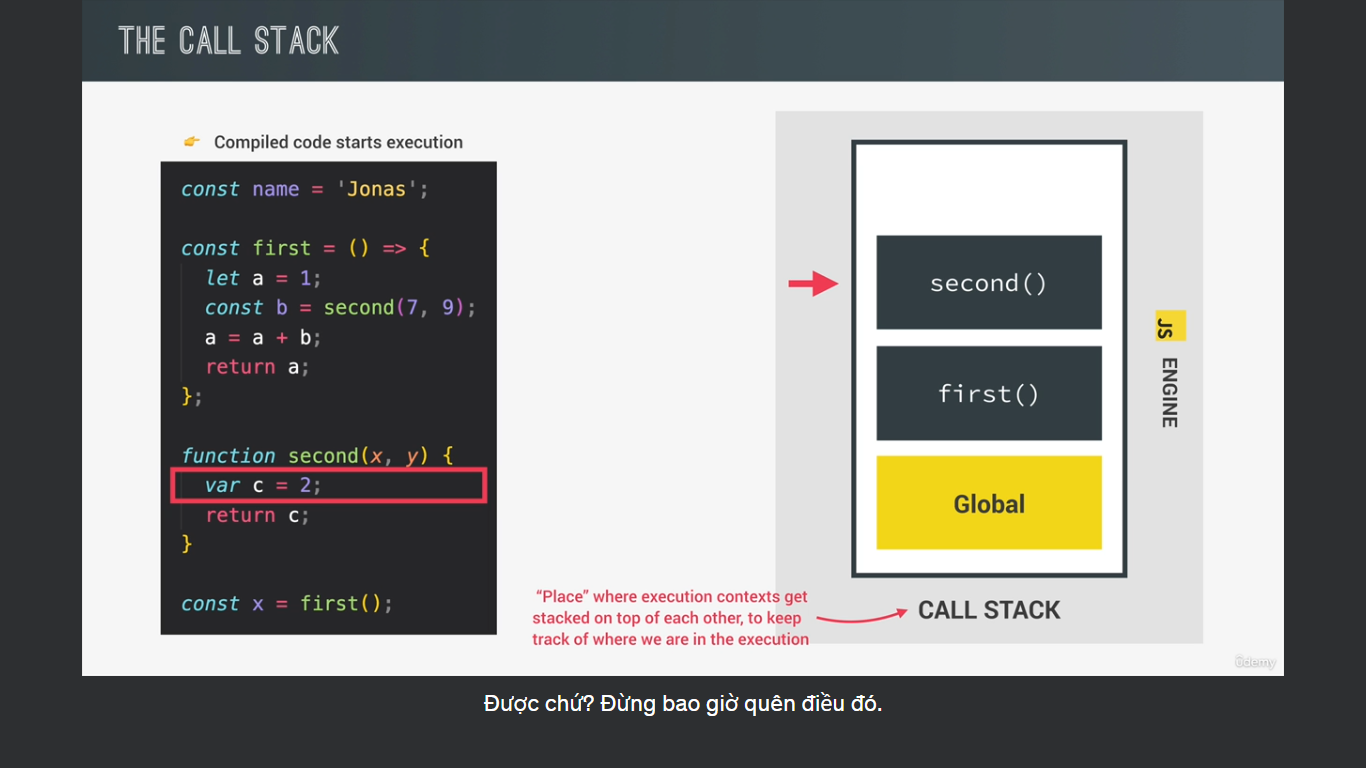 THE CALL STACK
👉 Compiled code starts execution
const name = 'Jonas';
const first = () => {
let a = 1;
const b = second(7, 9);
a = a + b;
return a;
};
function second(x, y) {
var c = 2;
return c;
}
const x = first();
second()
first()
Global
JS ENGINE
“Place” where execution contexts get
stacked on top of each other, to keep
track of where we are in the execution
CALL STACK
Udemy
Được chứ? Đừng bao giờ quên điều đó.